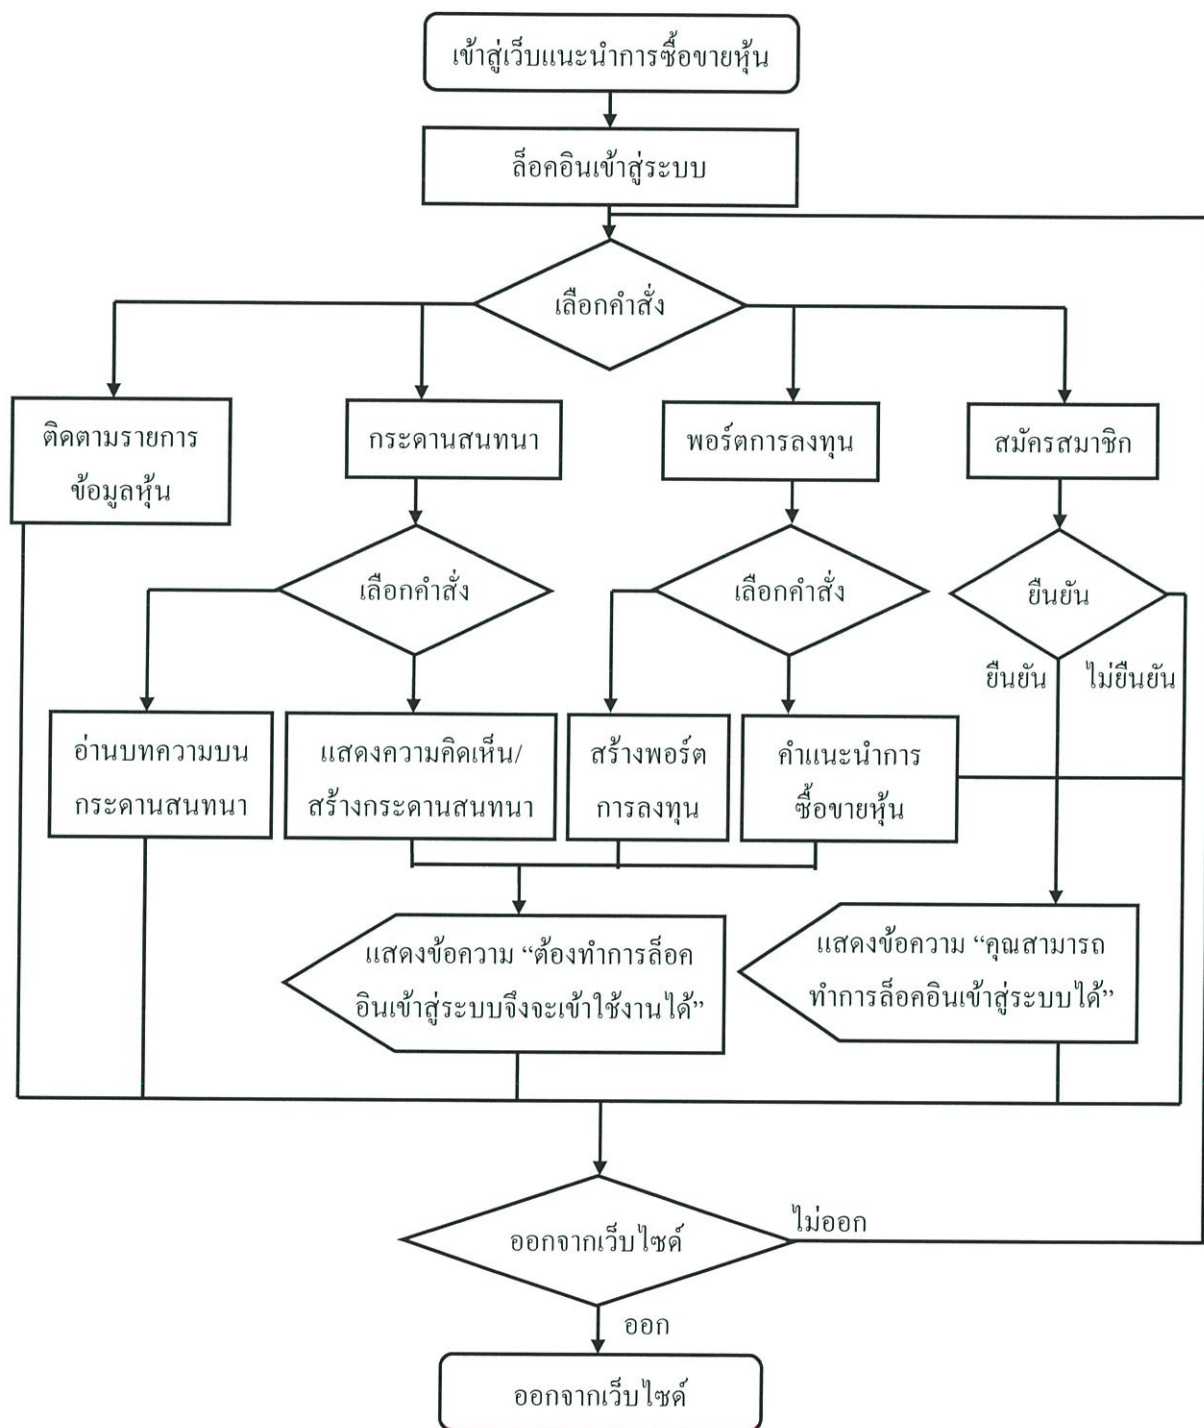 เข้าสู่เว็บแนะนำการซื้อขายหุ้น
ล็อคอินเข้าสู่ระบบ
เลือกคำสั่ง
ติดตามรายการ
ข้อมูลหุ้น
กระดานสนทนา
พอร์ตการลงทุน
สมัครสมาชิก
เลือกคำสั่ง
เลือกคำสั่ง
ยืนยัน
ยืนยัน
ไม่ยืนยัน
อ่านบทความบน
กระดานสนทนา
แสดงความคิดเห็น/
สร้างกระดานสนทนา
สร้างพอร์ต
การลงทุน
คำแนะนำการ
ซื้อขายหุ้น
แสดงข้อความ “ต้องทำการล็อค
อินเข้าสู่ระบบจึงจะเข้าใช้งานได้”
แสดงข้อความ “คุณสามารถ
ทำการล็อคอินเข้าสู่ระบบได้”
ออกจากเว็บไซด์
ไม่ออก
ออก
ออกจากเว็บไซด์